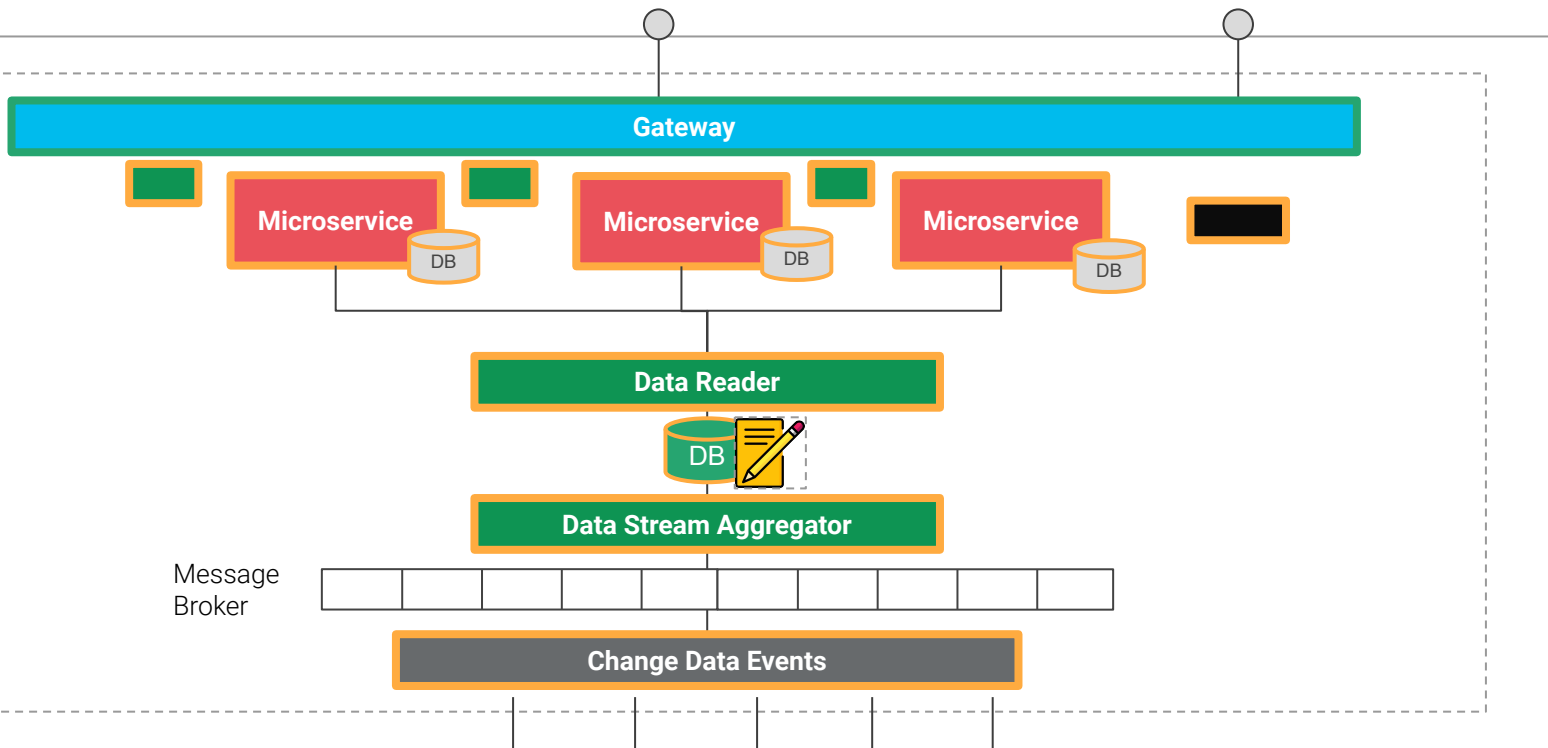 Gateway
Microservice
Microservice
Microservice
DB
DB
DB
Data Reader
DB
Data Stream Aggregator
Message
Broker
Change Data Events